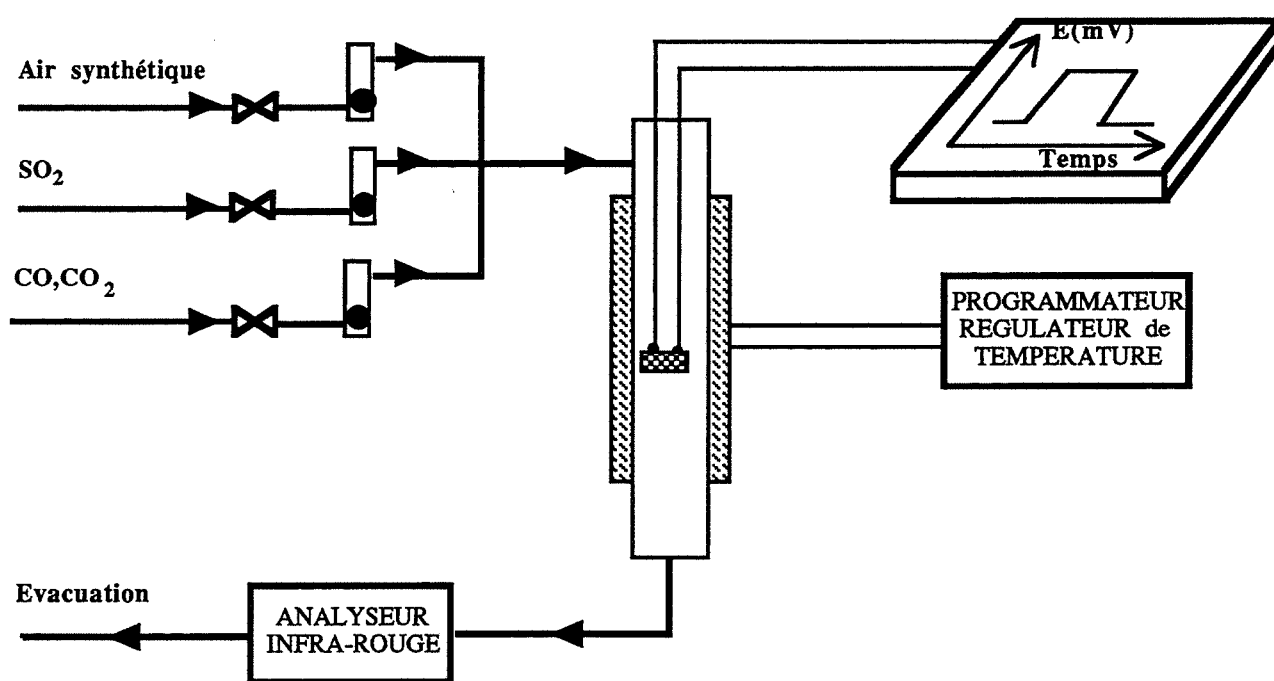 Air synthétique
SO2
CO,CO2
E(mV)
Temps
PROGRAMMATEUR
REGULATEUR de
TEMPERATURE
Evacuation
ANALYSEUR
INFRA-ROUGE